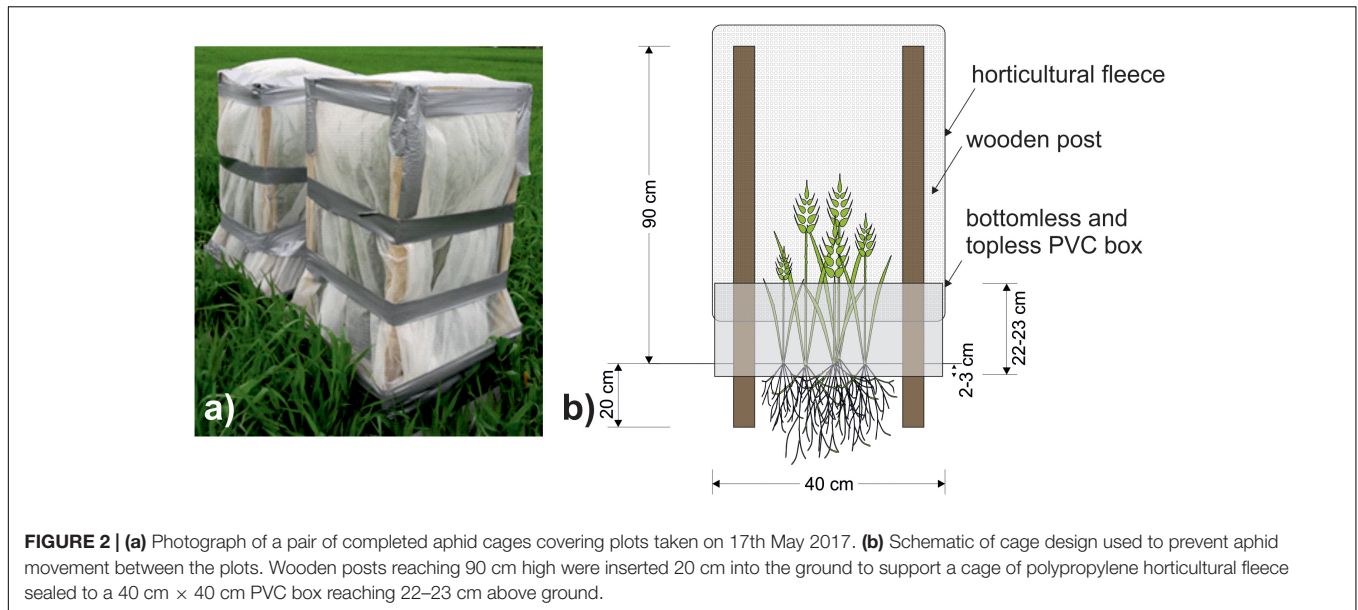 a)
b)
90 cm
20 cm
40 cm
22-23 cm
2-3 cm
horticultural fleece
wooden post
bottomless and
topless PVC box
FIGURE 2 | (a) Photograph of a pair of completed aphid cages covering plots taken on 17th May 2017. (b) Schematic of cage design used to prevent aphid
movement between the plots. Wooden posts reaching 90 cm high were inserted 20 cm into the ground to support a cage of polypropylene horticultural fleece
sealed to a 40 cm × 40 cm PVC box reaching 22–23 cm above ground.